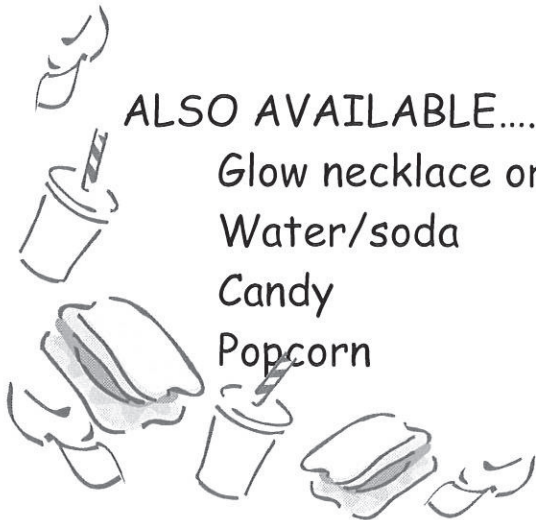 ALSO AVAILABLE....
Glow necklace or
Water/soda
Candy
Popcorn